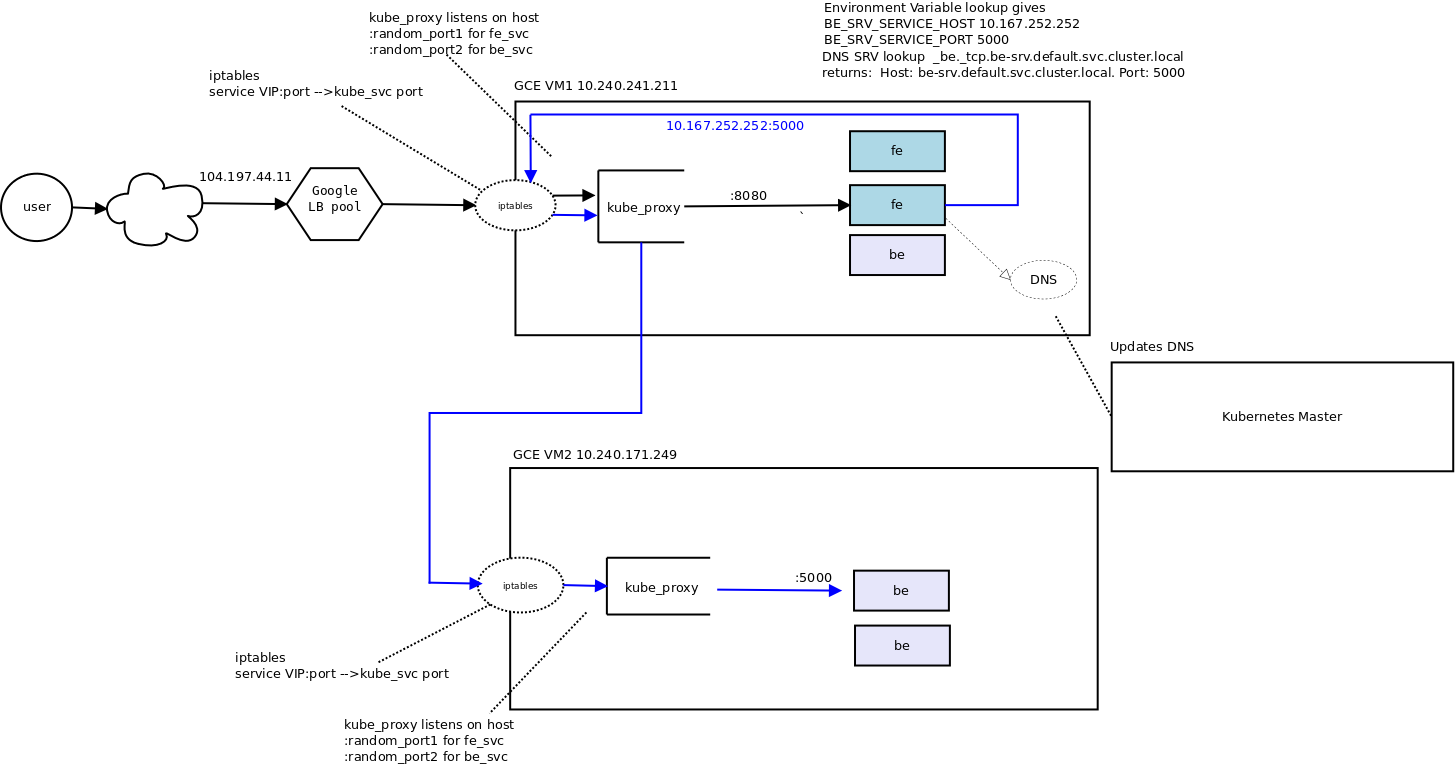 kube_proxy listens on host
:random_port1 for fe_svc
:random_port2 for be_svc
Environment Variable lookup gives
BE_SRV_SERVICE_HOST 10.167.252.252
BE_SRV_SERVICE_PORT 5000
DNS SRV lookup  _be._tcp.be-srv.default.svc.cluster.local
returns:  Host: be-srv.default.svc.cluster.local. Port: 5000
iptables
service VIP:port -->kube_svc port
GCE VM1 10.240.241.211
10.167.252.252:5000
fe
user
104.197.44.11
Google
LB pool
iptables
kube_proxy
:8080
`
fe
be
DNS
Updates DNS
Kubernetes Master
GCE VM2 10.240.171.249
iptables
kube_proxy
:5000
be
be
iptables
service VIP:port -->kube_svc port
kube_proxy listens on host
:random_port1 for fe_svc
:random_port2 for be_svc